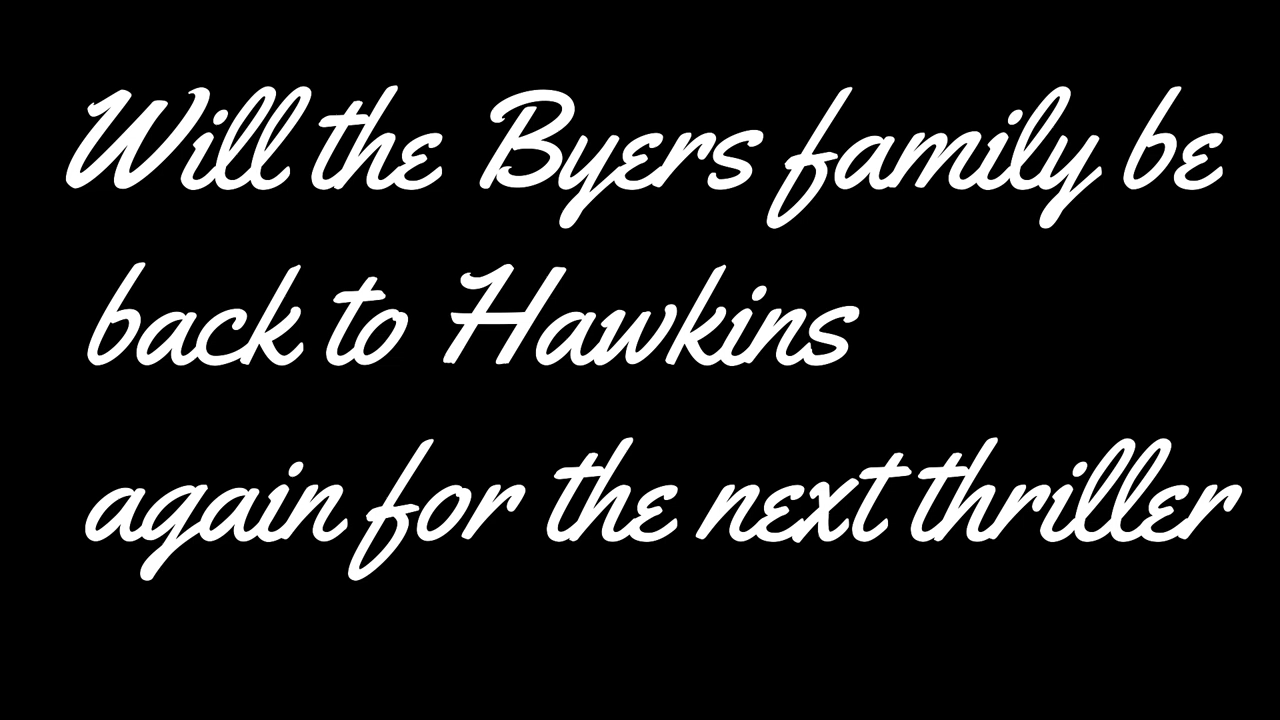 Will the Byers family be
back to Hawkins
again for the next thriller